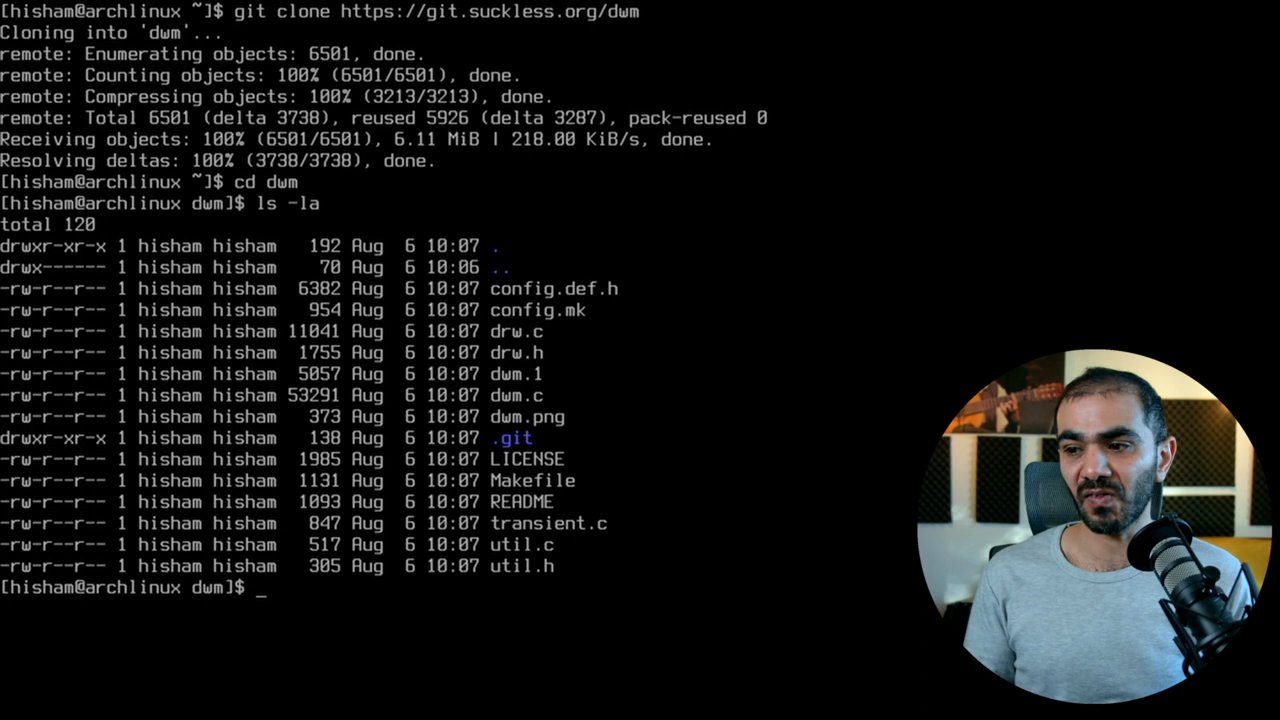 [hisham@archlinux ~]$ git clone https://git.suckless.org/dwm
Cloning into 'dwm'...
remote: Enumerating objects: 6501, done.
remote: Counting objects: 100% (6501/6501), done.
remote: Compressing objects: 100% (3213/3213), done.
remote: Total 6501 (delta 3738), reused 5926 (delta 3287), pack-reused 0
Receiving objects: 100% (6501/6501), 6.11 MiB | 218.00 KiB/s, done.
Resolving deltas: 100% (3738/3738), done.
[hisham@archlinux ~]$ cd dwm
[hisham@archlinux dwm]$ ls -la
total 120
drwxr-xr-x 1 hisham hisham   192 Aug  6 10:07 .
drwx------ 1 hisham hisham    70 Aug  6 10:06 ..
-rw-r--r-- 1 hisham hisham  6382 Aug  6 10:07 config.def.h
-rw-r--r-- 1 hisham hisham   954 Aug  6 10:07 config.mk
-rw-r--r-- 1 hisham hisham 11041 Aug  6 10:07 drw.c
-rw-r--r-- 1 hisham hisham  1755 Aug  6 10:07 drw.h
-rw-r--r-- 1 hisham hisham  5057 Aug  6 10:07 dwm.1
-rw-r--r-- 1 hisham hisham 53291 Aug  6 10:07 dwm.c
-rw-r--r-- 1 hisham hisham   373 Aug  6 10:07 dwm.png
drwxr-xr-x 1 hisham hisham   138 Aug  6 10:07 .git
-rw-r--r-- 1 hisham hisham  1985 Aug  6 10:07 LICENSE
-rw-r--r-- 1 hisham hisham  1131 Aug  6 10:07 Makefile
-rw-r--r-- 1 hisham hisham  1093 Aug  6 10:07 README
-rw-r--r-- 1 hisham hisham   847 Aug  6 10:07 transient.c
-rw-r--r-- 1 hisham hisham   517 Aug  6 10:07 util.c
-rw-r--r-- 1 hisham hisham   305 Aug  6 10:07 util.h
[hisham@archlinux dwm]$ _